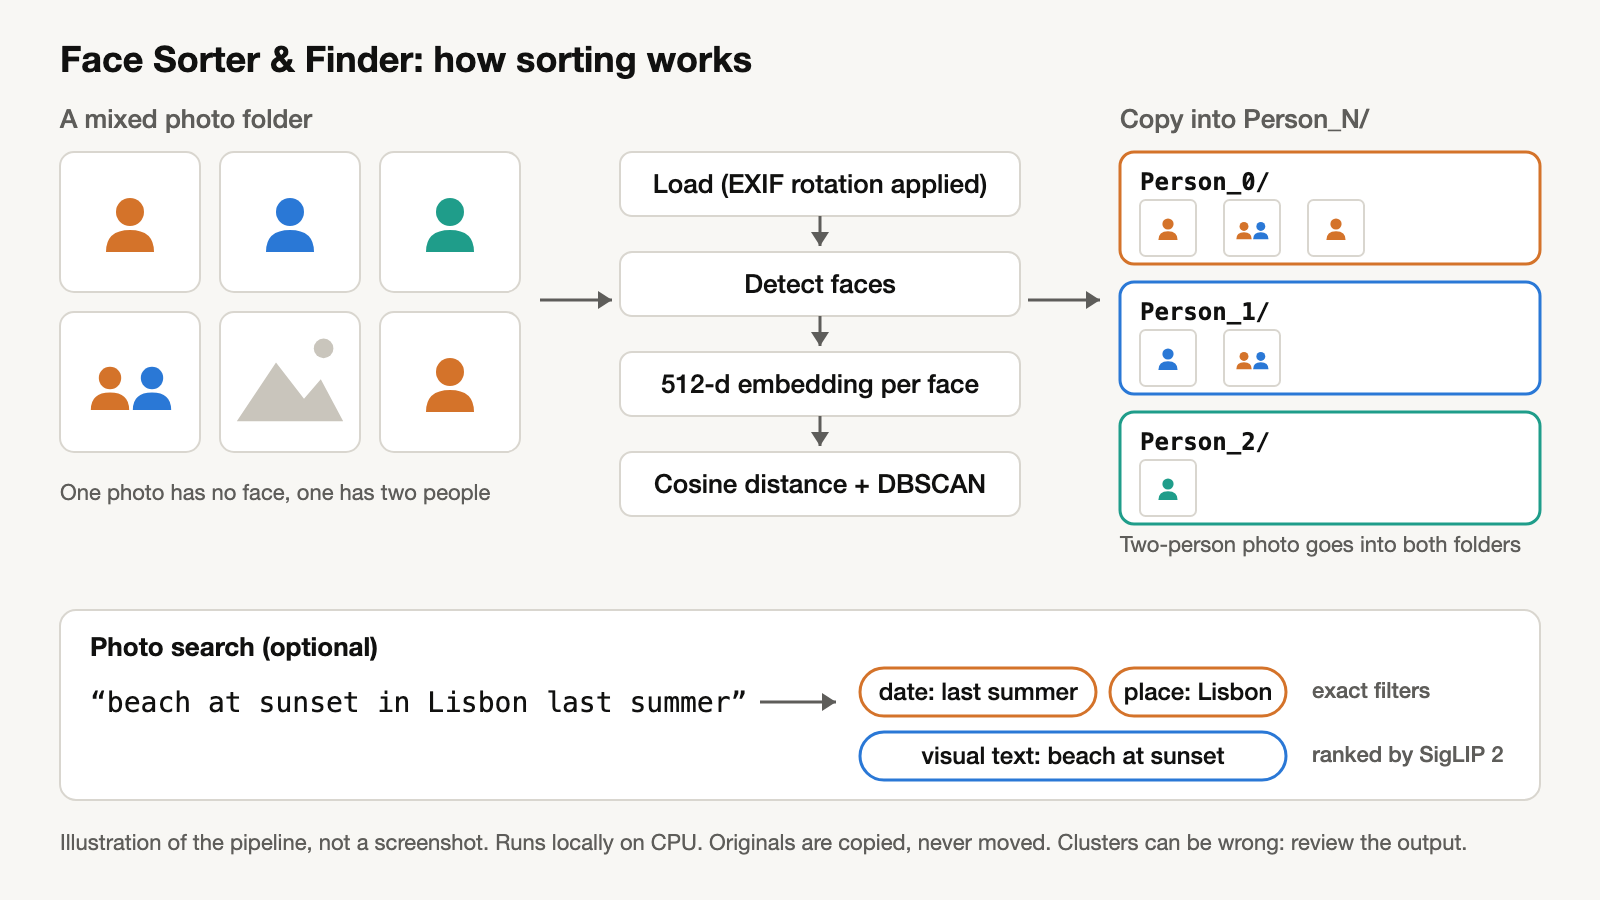 Face Sorter & Finder: how sorting works
A mixed photo folder
One photo has no face, one has two people
Load (EXIF rotation applied)
Detect faces
512-d embedding per face
Cosine distance + DBSCAN
Copy into Person_N/
Person_0/
Person_1/
Person_2/
Two-person photo goes into both folders
Photo search (optional)
“beach at sunset in Lisbon last summer”
date: last summer
place: Lisbon
exact filters
visual text: beach at sunset
ranked by SigLIP 2
Illustration of the pipeline, not a screenshot. Runs locally on CPU. Originals are copied, never moved. Clusters can be wrong: review the output.